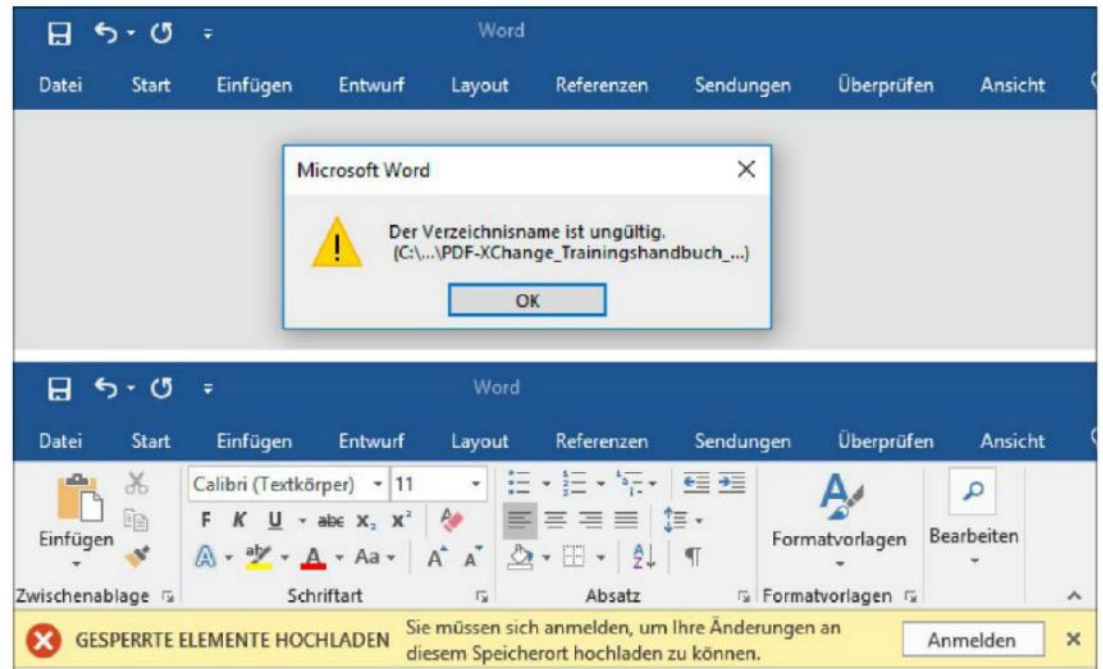 Word
Datei Start Einfügen Entwurf Layout Referenzen Sendungen Überprüfen Ansicht
Microsoft Word
Der Verzeichnisname ist ungültig.
(C:\...\PDF-XChange_Trainingshandbuch_...)
OK
Word
Datei Start Einfügen Entwurf Layout Referenzen Sendungen Überprüfen Ansicht
Calibri (Textkörper) 11
F K U abc X₂ X²
Einfügen
Formatvorlagen Bearbeiten
A aby A Aa A A A Z
Zwischenablage Schriftart Absatz Formatvorlagen
GESPERRTE ELEMENTE HOCHLADEN
Sie müssen sich anmelden, um Ihre Änderungen an
diesem Speicherort hochladen zu können.
Anmelden